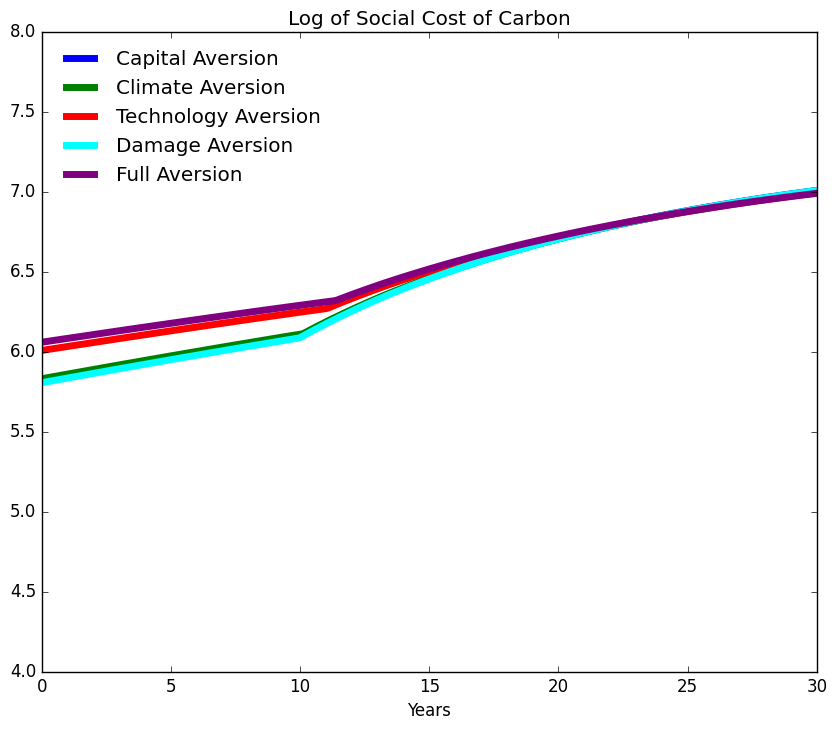 Log of Social Cost of Carbon
8.0
Capital Aversion
Climate Aversion
7.5
Technology Aversion
Damage Aversion
Full Aversion
7.0
6.5
6.0
5.5
5.0
4.5
4.0
0 5 10 15 20 25 30
Years